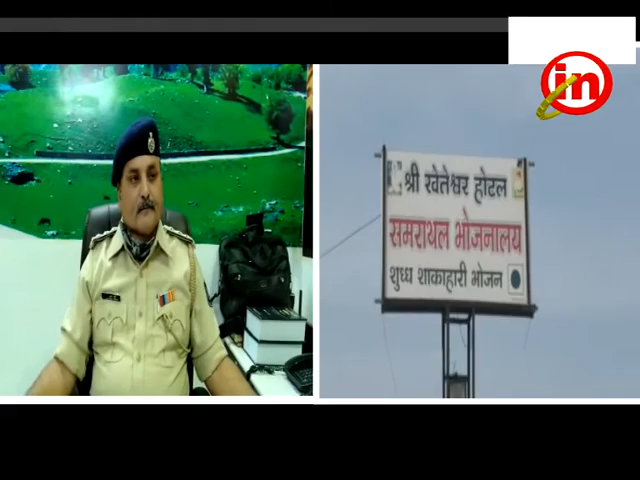 in
श्री खेतेश्वर होटल
समराथल भोजनालय
शुध्ध शाकाहारी भोजन